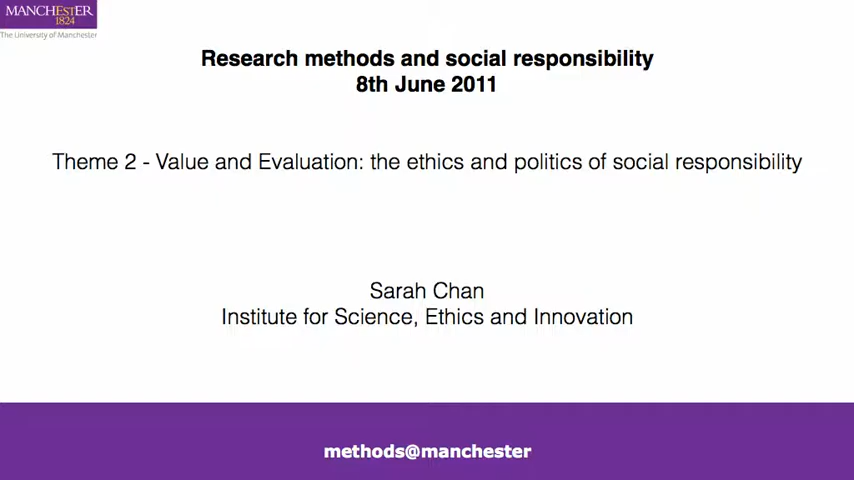 MANCHESTER
1824
The University of Manchester
Research methods and social responsibility
8th June 2011
Theme 2 - Value and Evaluation: the ethics and politics of social responsibility
Sarah Chan
Institute for Science, Ethics and Innovation
methods@manchester